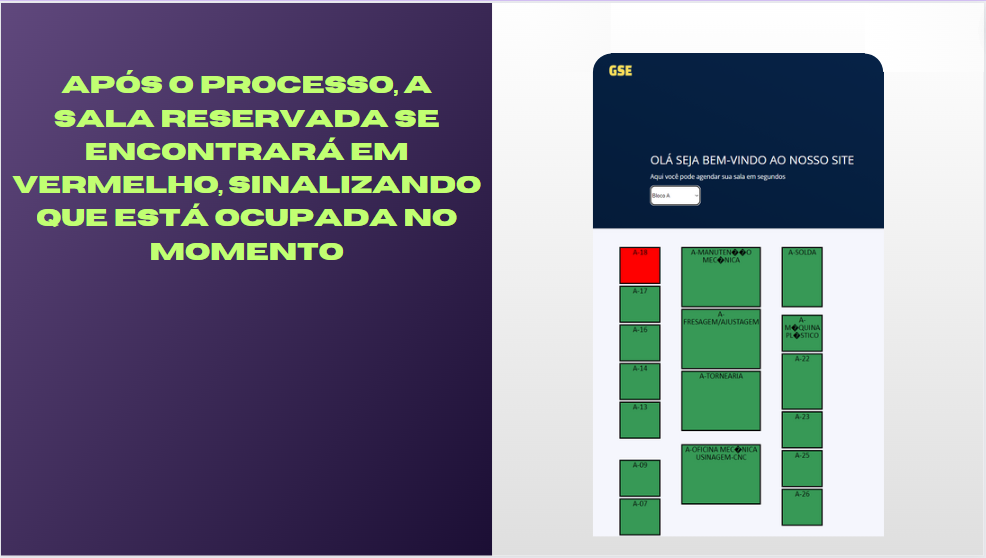 APÓS O PROCESSO, A
SALA RESERVADA SE
ENCONTRARÁ EM
VERMELHO, SINALIZANDO
QUE ESTÁ OCUPADA NO
MOMENTO
GSE
OLÁ SEJA BEM-VINDO AO NOSSO SITE
Aqui você pode agendar sua sala em segundos
Bloco A
A-18
A-17
A-16
A-14
A-13
A-09
A-07
A-MANUTEN��O
MEC�NICA
A-
FRESAGEM/AJUSTAGEM
A-TORNEARIA
A-OFICINA MEC�NICA
USINAGEM-CNC
A-SOLDA
A-
M�QUINA
PL�STICO
A-22
A-23
A-25
A-26